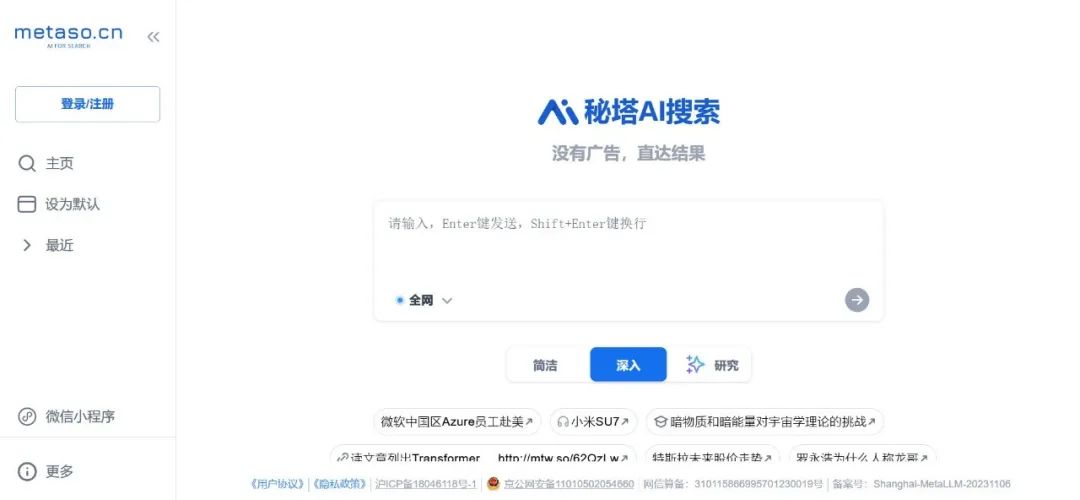 metaso.cn
AI FOR SEARCH
登录/注册
主页
设为默认
最近
微信小程序
更多
秘塔AI搜索
没有广告，直达结果
请输入，Enter键发送，Shift+Enter键换行
全网
简洁 深入 研究
微软中国区Azure员工赴美↗ 小米SU7↗ 暗物质和暗能量对宇宙学理论的挑战↗
读文章列出Transformer... http://mtw.so/62QzLw↗ 特斯拉未来股价走势↗ 罗永浩为什么人称龙哥↗
《用户协议》 | 《隐私政策》 | 沪ICP备18046118号-1 | 京公网安备11010502054660 | 网信算备：310115866995701230019号 | 备案号：Shanghai-MetaLLM-20231106